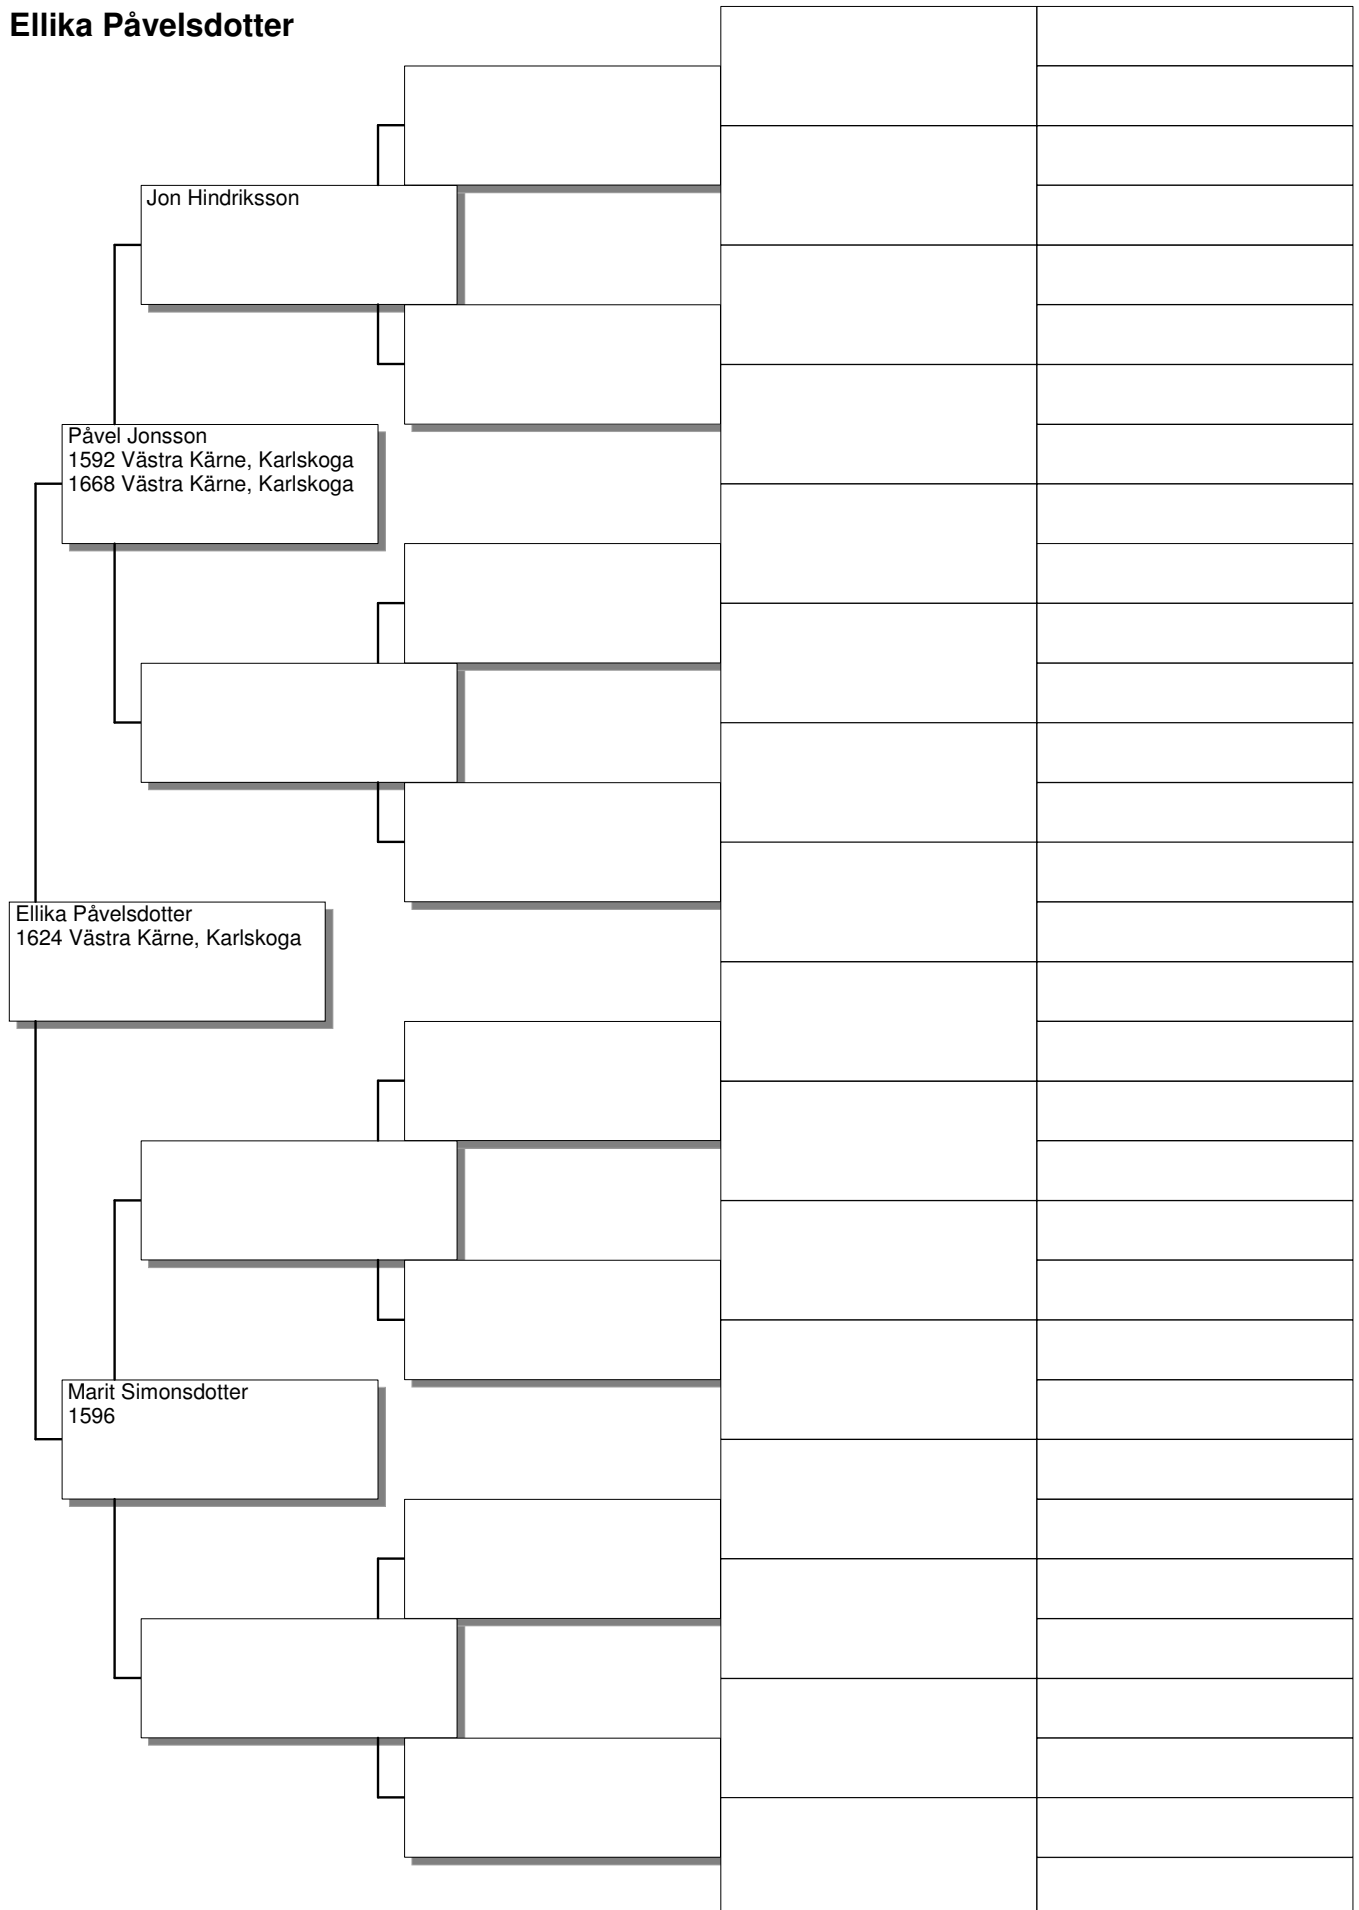 Ellika Påvelsdotter
Jon Hindriksson
Påvel Jonsson
1592 Västra Kärne, Karlskoga
1668 Västra Kärne, Karlskoga
Ellika Påvelsdotter
1624 Västra Kärne, Karlskoga
Marit Simonsdotter
1596